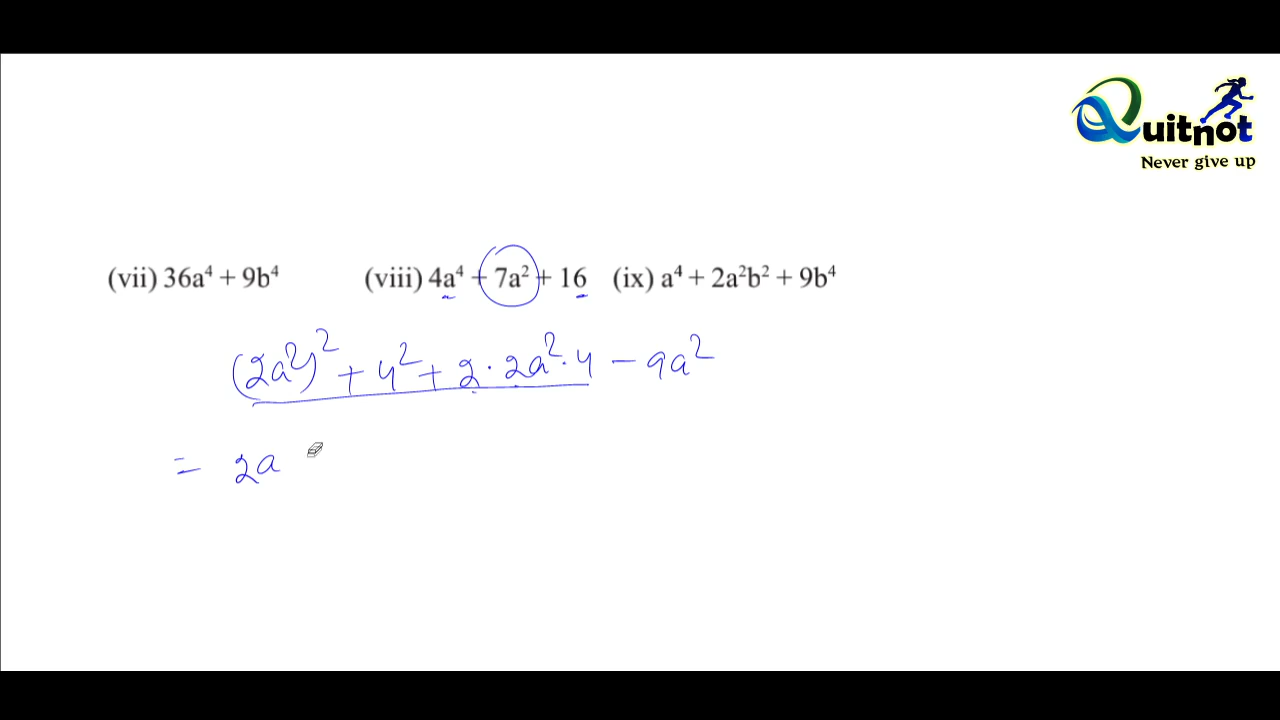 Quitnot
Never give up
(vii) 36a⁴ + 9b⁴ (viii) 4a⁴ + 7a² + 16 (ix) a⁴ + 2a²b² + 9b⁴
(2a²)² + 4² + 2 · 2a² · 4 − 9a²
= 2a